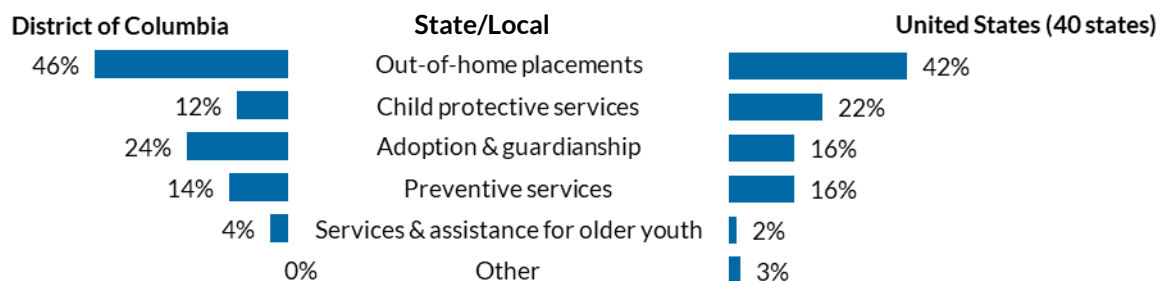 District of Columbia State/Local United States (40 states)
46% Out-of-home placements 42%
12% Child protective services 22%
24% Adoption & guardianship 16%
14% Preventive services 16%
4% Services & assistance for older youth 2%
0% Other 3%